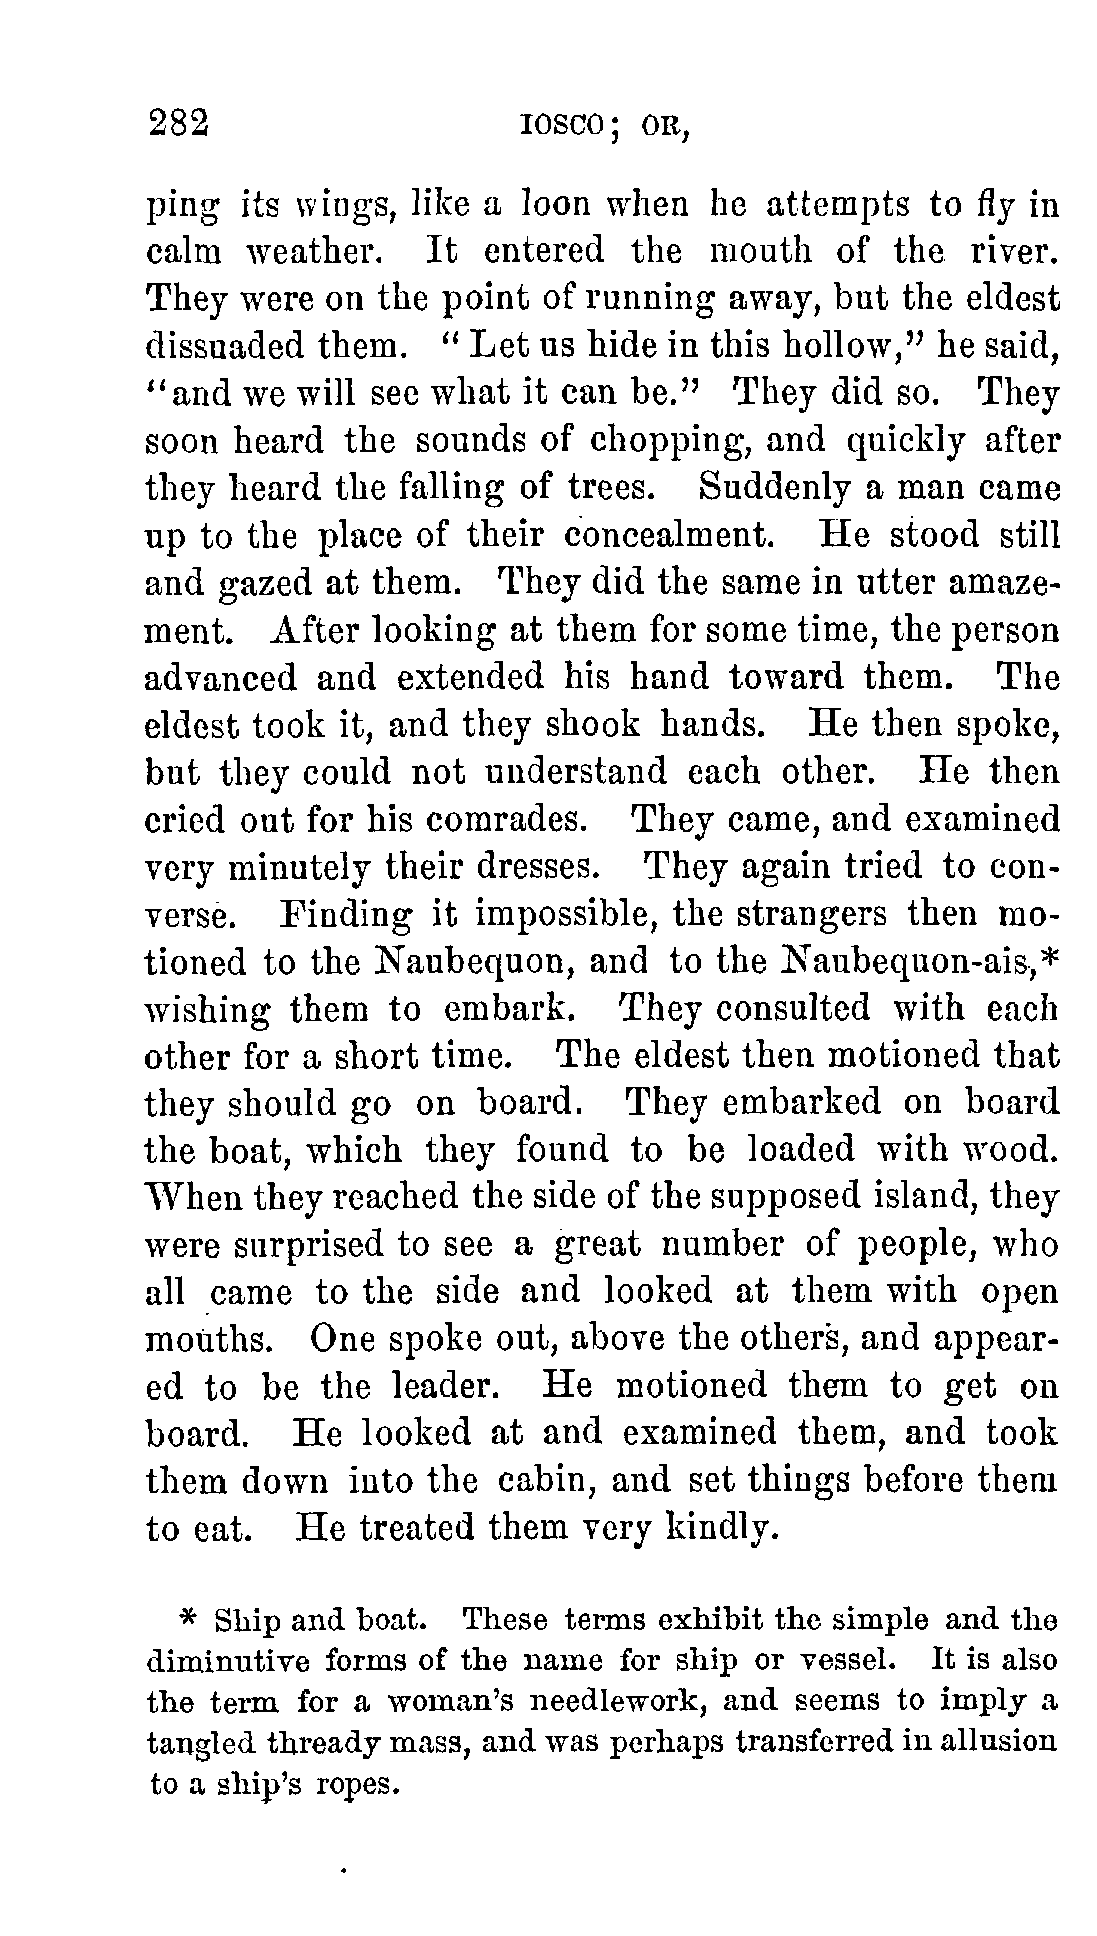 282 IOSCO; OR,
ping its wings, like a loon when he attempts to fly in
calm weather. It entered the mouth of the river.
They were on the point of running away, but the eldest
dissuaded them. “Let us hide in this hollow,” he said,
“and we will see what it can be.” They did so. They
soon heard the sounds of chopping, and quickly after
they heard the falling of trees. Suddenly a man came
up to the place of their concealment. He stood still
and gazed at them. They did the same in utter amaze-
ment. After looking at them for some time, the person
advanced and extended his hand toward them. The
eldest took it, and they shook hands. He then spoke,
but they could not understand each other. He then
cried out for his comrades. They came, and examined
very minutely their dresses. They again tried to con-
verse. Finding it impossible, the strangers then mo-
tioned to the Naubequon, and to the Naubequon-ais,*
wishing them to embark. They consulted with each
other for a short time. The eldest then motioned that
they should go on board. They embarked on board
the boat, which they found to be loaded with wood.
When they reached the side of the supposed island, they
were surprised to see a great number of people, who
all came to the side and looked at them with open
mouths. One spoke out, above the others, and appear-
ed to be the leader. He motioned them to get on
board. He looked at and examined them, and took
them down into the cabin, and set things before them
to eat. He treated them very kindly.
* Ship and boat. These terms exhibit the simple and the
diminutive forms of the name for ship or vessel. It is also
the term for a woman’s needlework, and seems to imply a
tangled thready mass, and was perhaps transferred in allusion
to a ship’s ropes.